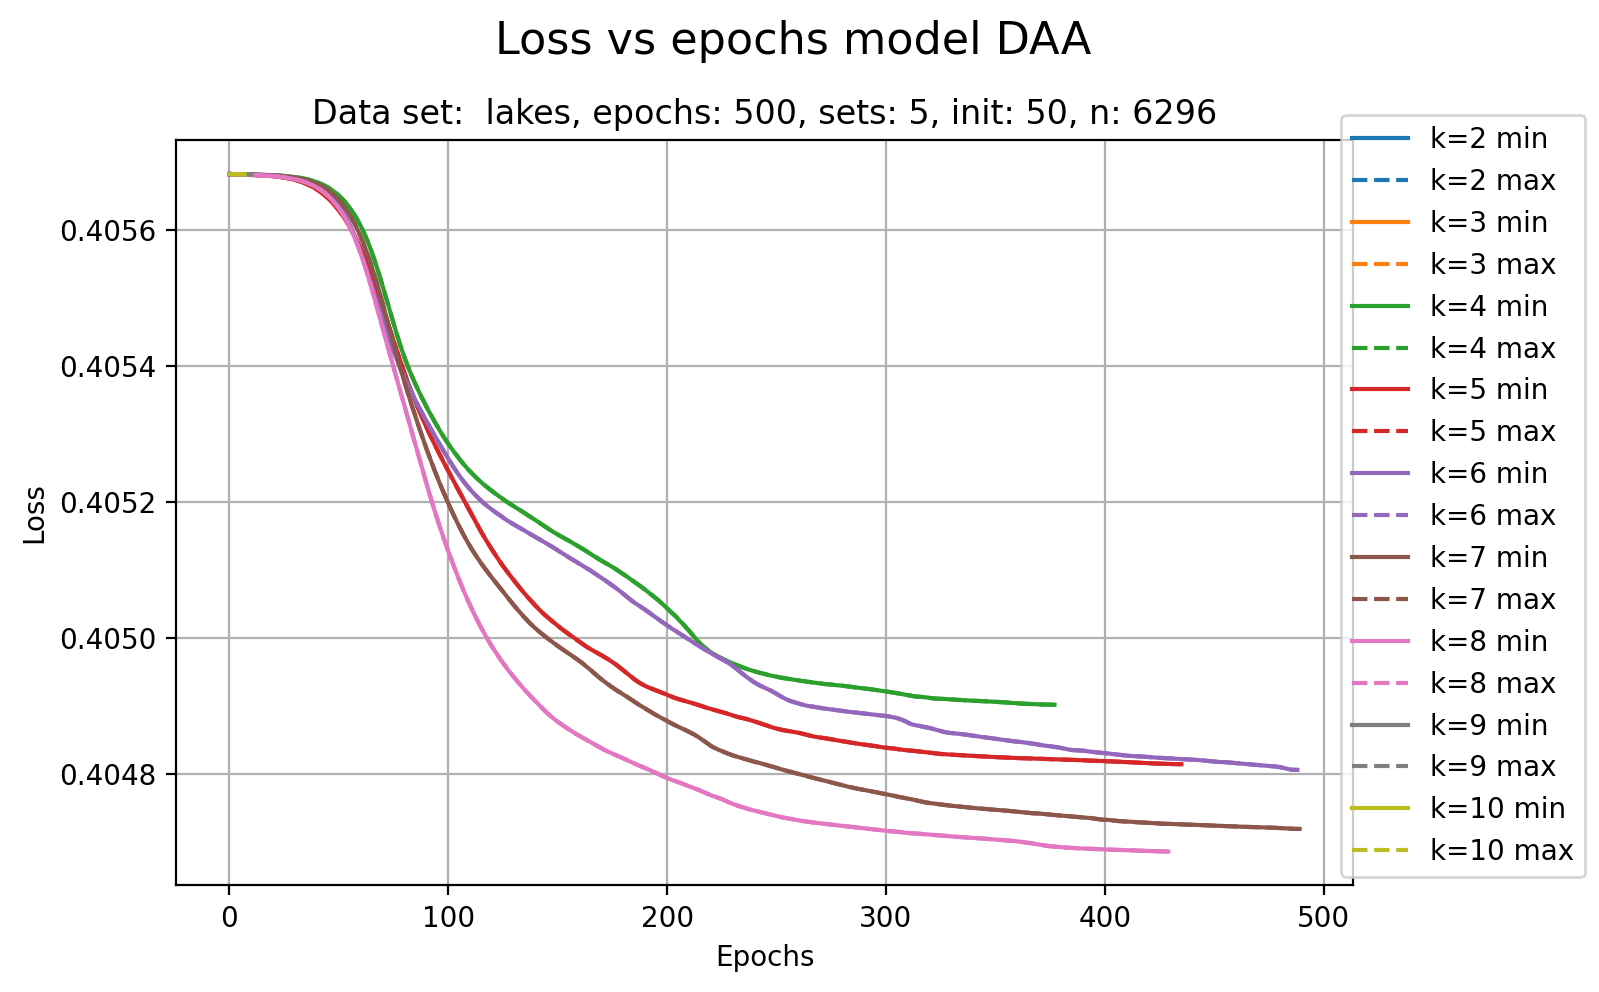 Loss vs epochs model DAA
Data set:  lakes, epochs: 500, sets: 5, init: 50, n: 6296
0.4056
0.4054
0.4052
0.4050
0.4048
Loss
0
100
200
300
400
500
Epochs
k=2 min
k=2 max
k=3 min
k=3 max
k=4 min
k=4 max
k=5 min
k=5 max
k=6 min
k=6 max
k=7 min
k=7 max
k=8 min
k=8 max
k=9 min
k=9 max
k=10 min
k=10 max